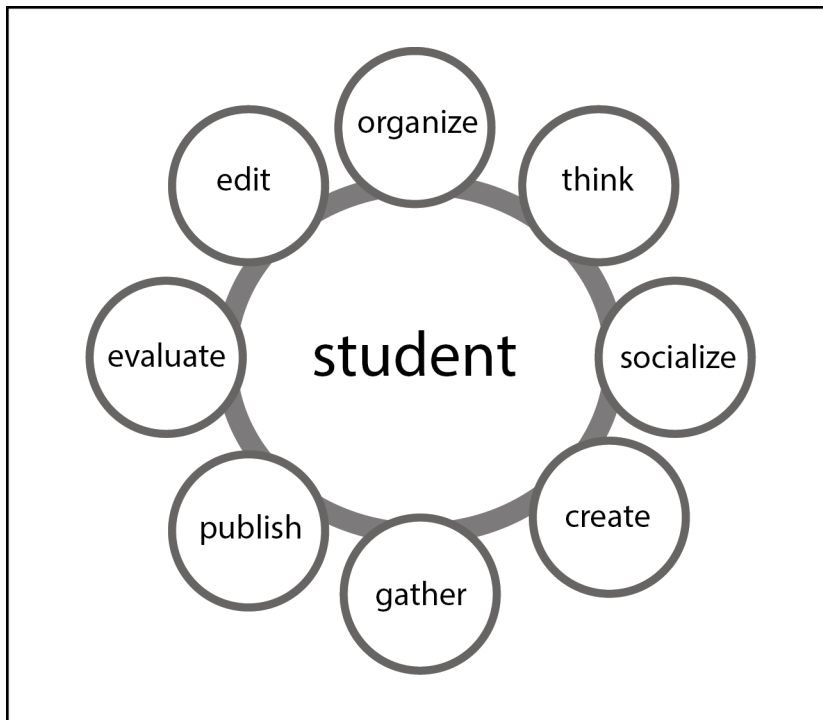 organize
edit
think
evaluate
student
socialize
publish
create
gather